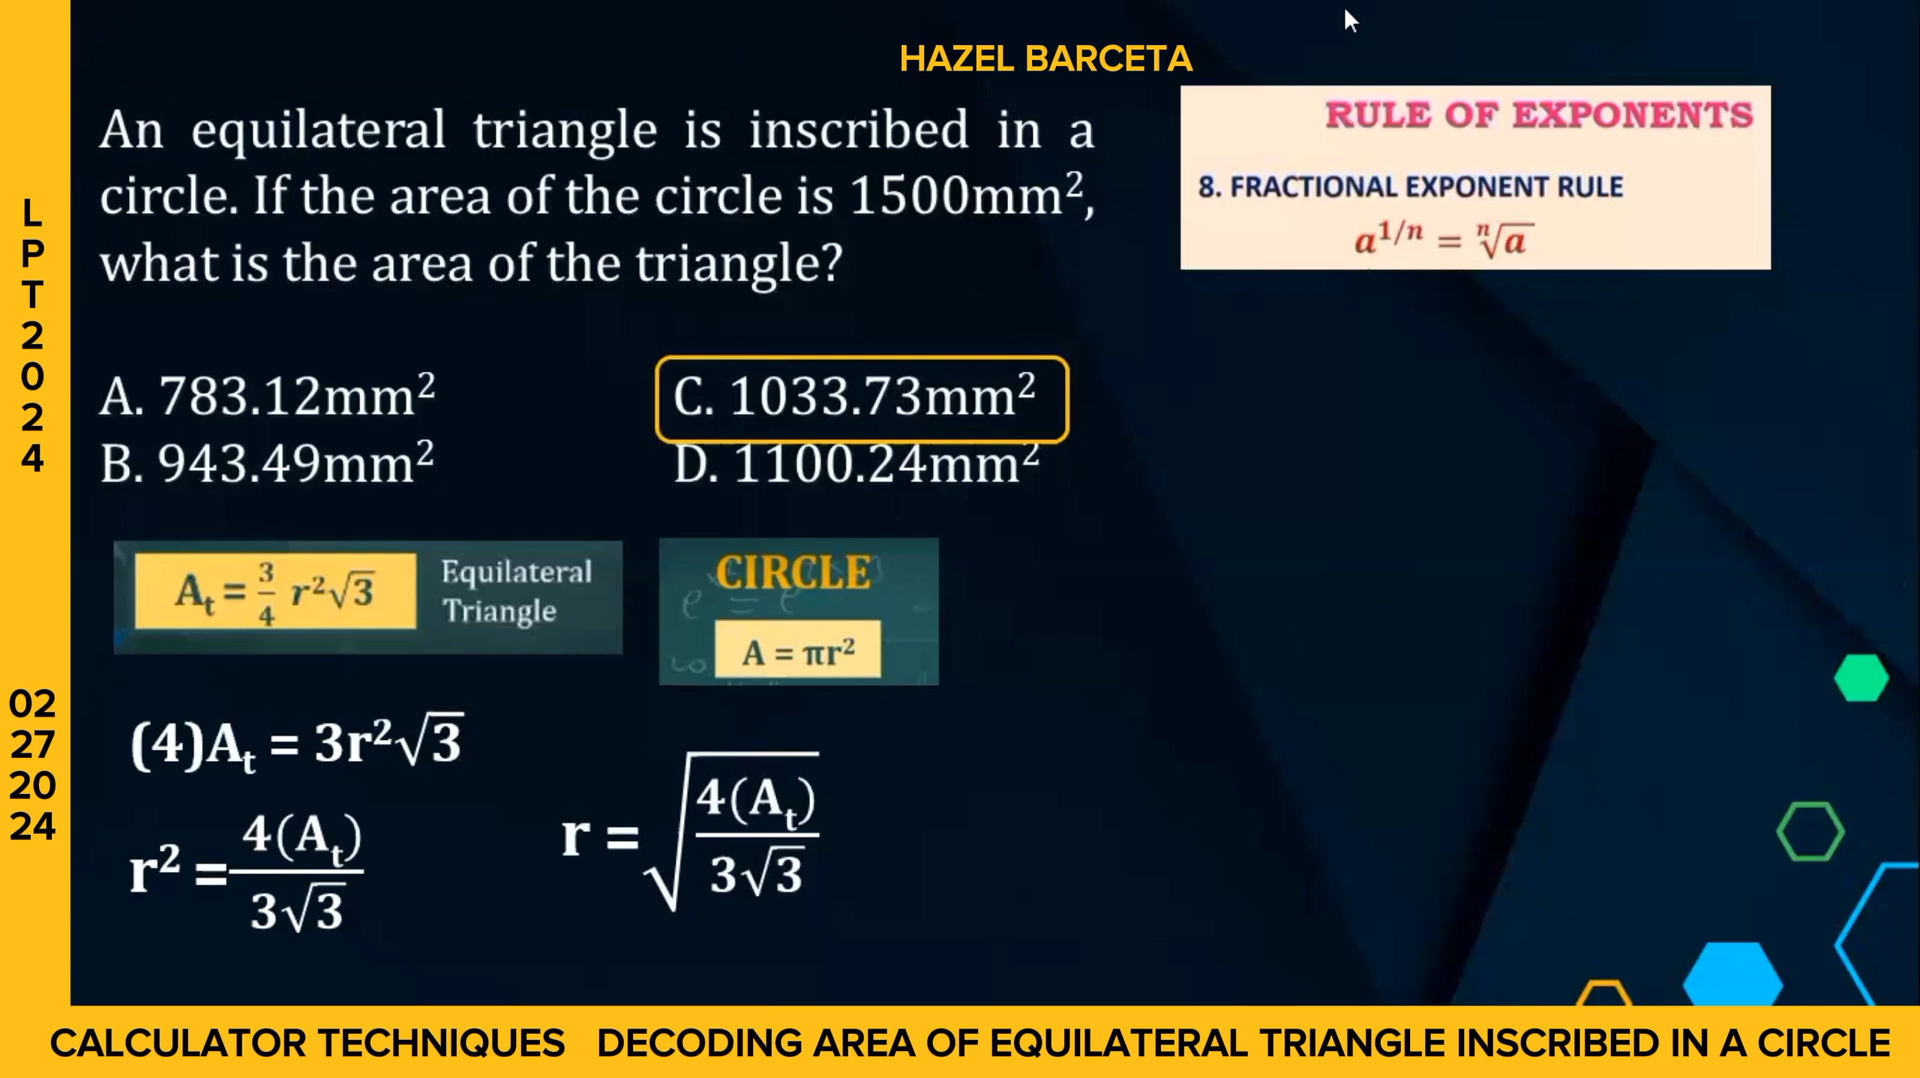 HAZEL BARCETA
An equilateral triangle is inscribed in a
circle. If the area of the circle is 1500mm²,
what is the area of the triangle?
A. 783.12mm²
B. 943.49mm²
C. 1033.73mm²
D. 1100.24mm²
RULE OF EXPONENTS
8. FRACTIONAL EXPONENT RULE
a^{1/n} = ⁿ√a
A_t = 3/4 r²√3
Equilateral
Triangle
CIRCLE
A = πr²
(4)A_t = 3r²√3
r² = 4(A_t) / 3√3
r = √(4(A_t) / 3√3)
L
P
T
2
0
2
4
02
27
20
24
CALCULATOR TECHNIQUES DECODING AREA OF EQUILATERAL TRIANGLE INSCRIBED IN A CIRCLE